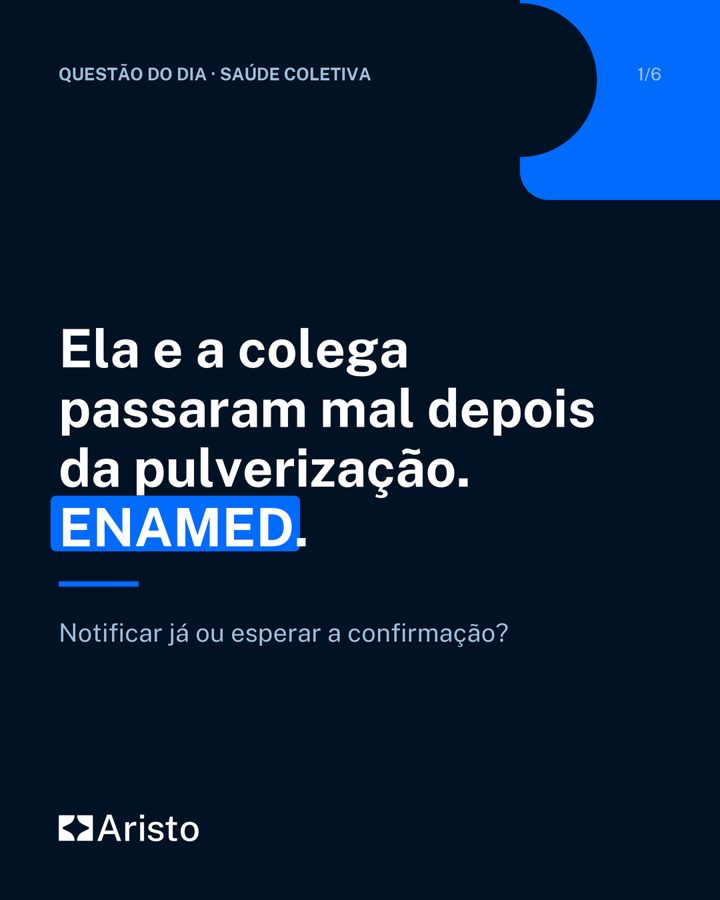 QUESTÃO DO DIA · SAÚDE COLETIVA
1/6
Ela e a colega
passaram mal depois
da pulverização.
ENAMED.
Notificar já ou esperar a confirmação?
Aristo